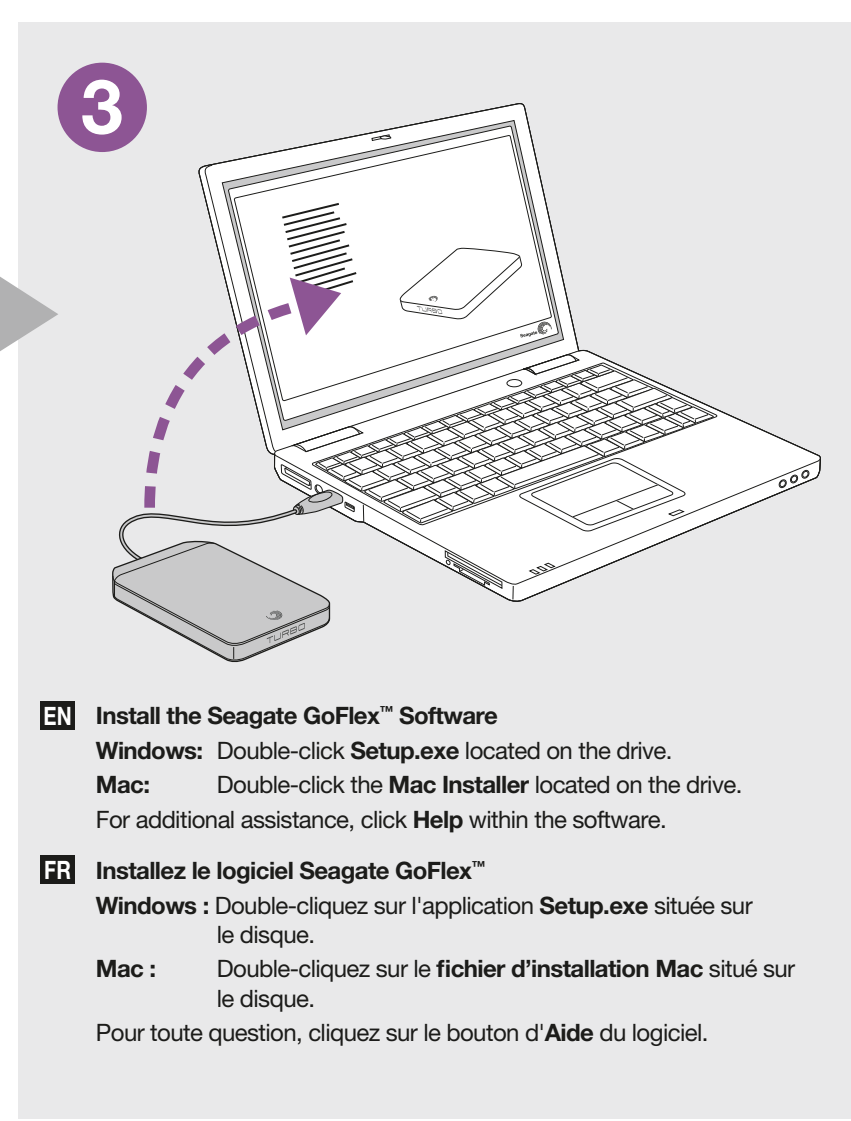 3
TURBO
Seagate
TURBO
EN Install the Seagate GoFlex™ Software
Windows: Double-click Setup.exe located on the drive.
Mac: Double-click the Mac Installer located on the drive.
For additional assistance, click Help within the software.
FR Installez le logiciel Seagate GoFlex™
Windows : Double-cliquez sur l'application Setup.exe située sur
le disque.
Mac : Double-cliquez sur le fichier d’installation Mac situé sur
le disque.
Pour toute question, cliquez sur le bouton d'Aide du logiciel.